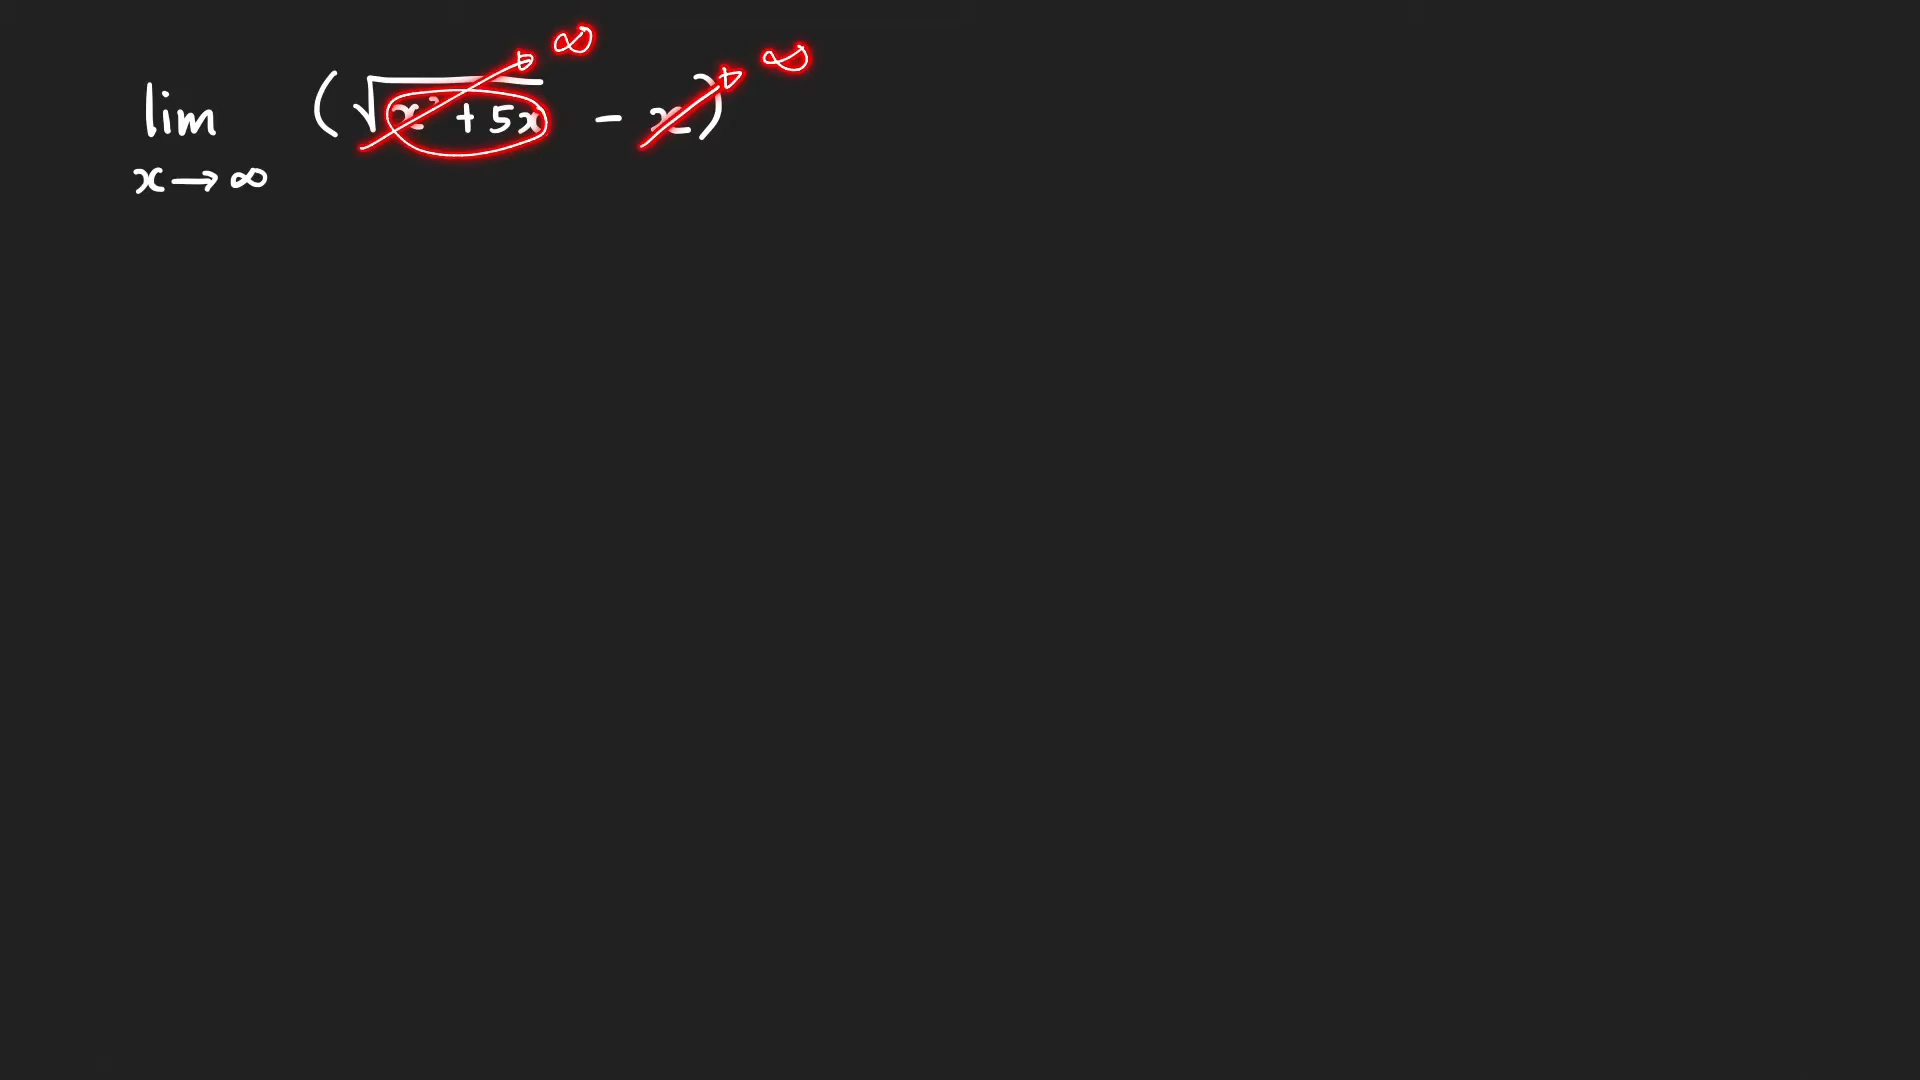 lim (√x² + 5x - x) ∞ ∞
x → ∞